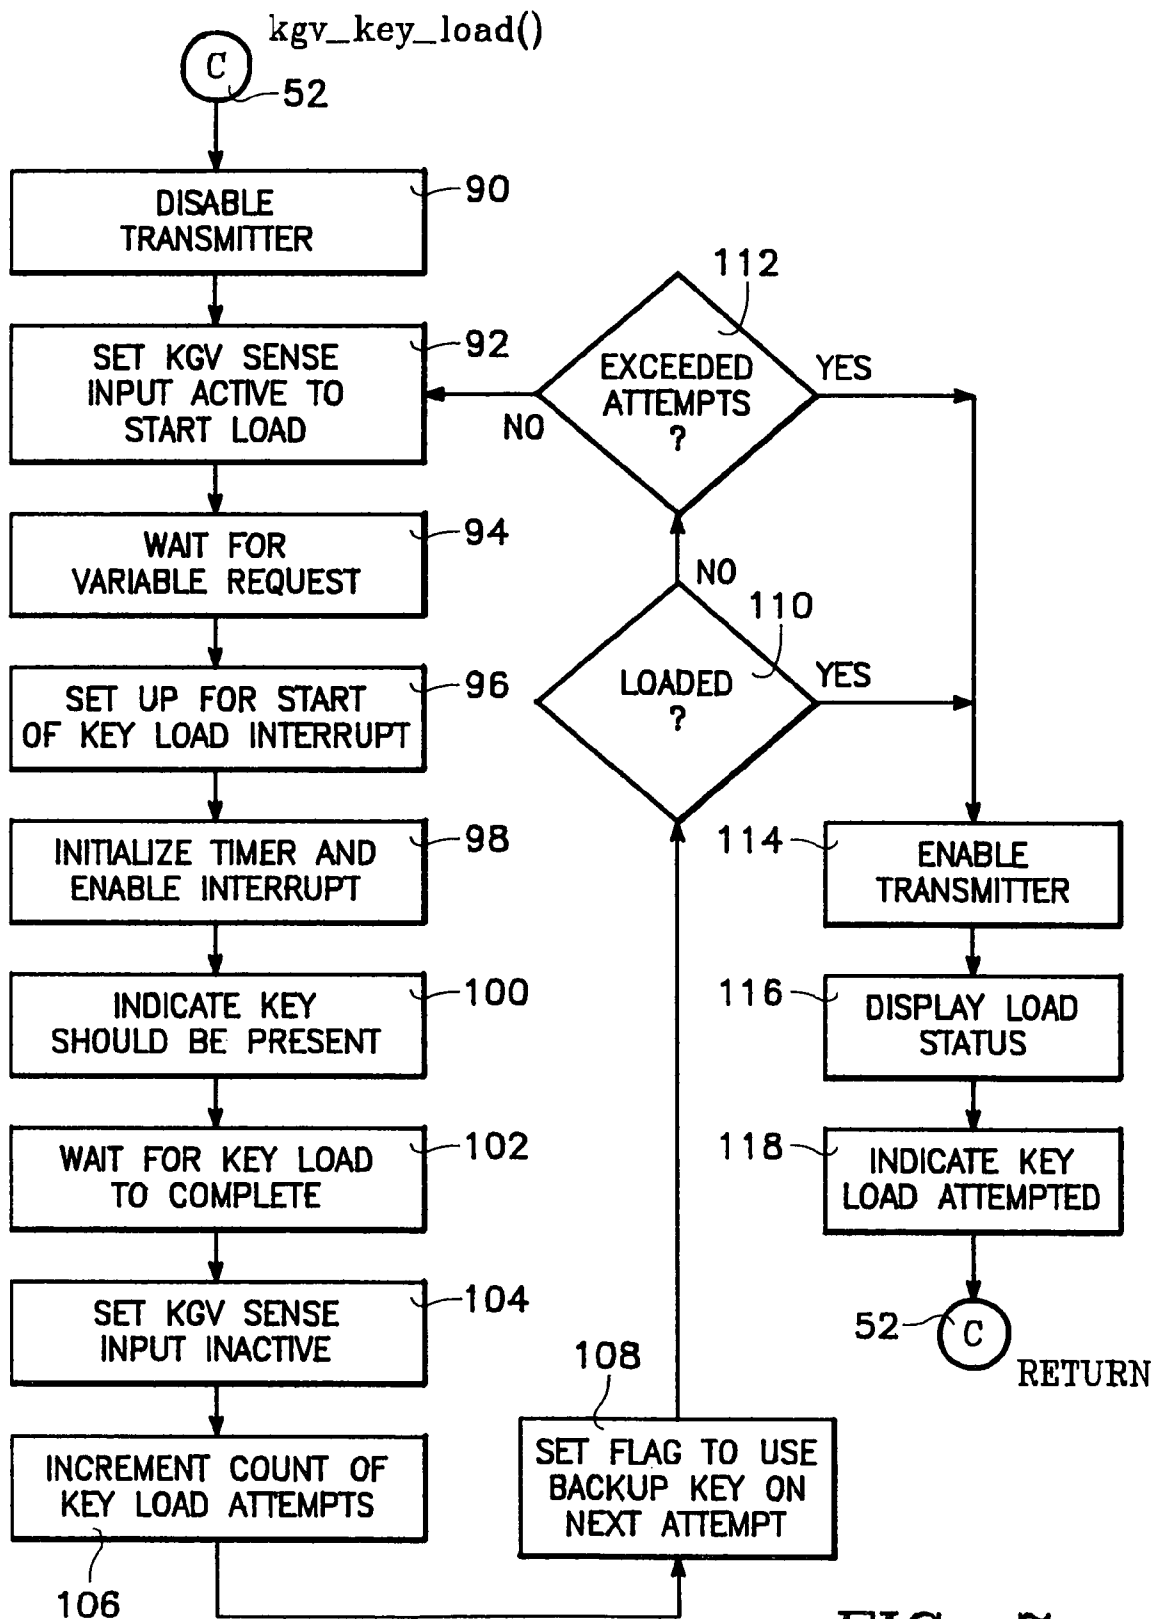 kgv_key_load()
C
52
DISABLE
TRANSMITTER
90
SET KGV SENSE
INPUT ACTIVE TO
START LOAD
92
WAIT FOR
VARIABLE REQUEST
94
SET UP FOR START
OF KEY LOAD INTERRUPT
96
INITIALIZE TIMER AND
ENABLE INTERRUPT
98
INDICATE KEY
SHOULD BE PRESENT
100
WAIT FOR KEY LOAD
TO COMPLETE
102
SET KGV SENSE
INPUT INACTIVE
104
INCREMENT COUNT OF
KEY LOAD ATTEMPTS
106
108
SET FLAG TO USE
BACKUP KEY ON
NEXT ATTEMPT
110
LOADED
?
YES
NO
112
EXCEEDED
ATTEMPTS
?
YES
NO
114
ENABLE
TRANSMITTER
116
DISPLAY LOAD
STATUS
118
INDICATE KEY
LOAD ATTEMPTED
52
C
RETURN